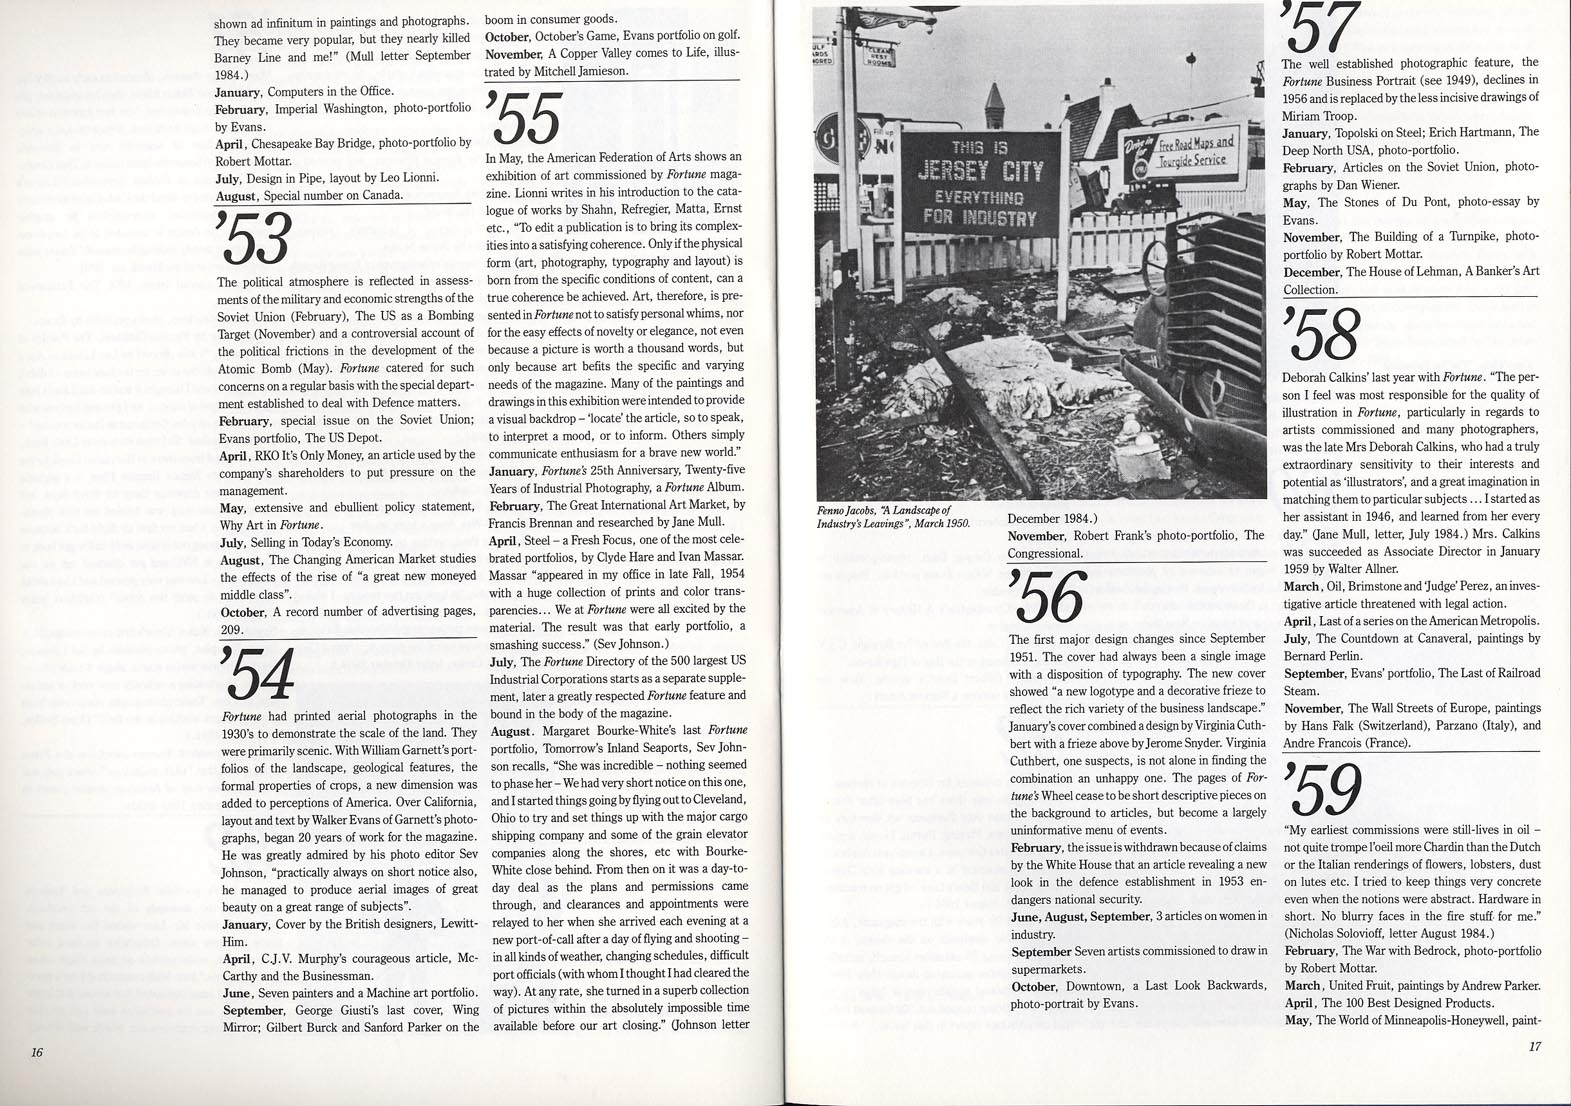 shown ad infinitum in paintings and photographs.
They became very popular, but they nearly killed
Barney Line and me!” (Mull letter September
1984.)
January, Computers in the Office.
February, Imperial Washington, photo-portfolio
by Evans.
April, Chesapeake Bay Bridge, photo-portfolio by
Robert Mottar.
July, Design in Pipe, layout by Leo Lionni.
August, Special number on Canada.
’53
The political atmosphere is reflected in assess-
ments of the military and economic strengths of the
Soviet Union (February), The US as a Bombing
Target (November) and a controversial account of
the political frictions in the development of the
Atomic Bomb (May). Fortune catered for such
concerns on a regular basis with the special depart-
ment established to deal with Defence matters.
February, special issue on the Soviet Union;
Evans portfolio, The US Depot.
April, RKO It’s Only Money, an article used by the
company’s shareholders to put pressure on the
management.
May, extensive and ebullient policy statement,
Why Art in Fortune.
July, Selling in Today’s Economy.
August, The Changing American Market studies
the effects of the rise of “a great new moneyed
middle class”.
October, A record number of advertising pages,
209.
’54
Fortune had printed aerial photographs in the
1930’s to demonstrate the scale of the land. They
were primarily scenic. With William Garnett’s port-
folios of the landscape, geological features, the
formal properties of crops, a new dimension was
added to perceptions of America. Over California,
layout and text by Walker Evans of Garnett’s photo-
graphs, began 20 years of work for the magazine.
He was greatly admired by his photo editor Sev
Johnson, “practically always on short notice also,
he managed to produce aerial images of great
beauty on a great range of subjects”.
January, Cover by the British designers, Lewitt-
Him.
April, C.J.V. Murphy’s courageous article, Mc-
Carthy and the Businessman.
June, Seven painters and a Machine art portfolio.
September, George Giusti’s last cover, Wing
Mirror; Gilbert Burck and Sanford Parker on the
16
boom in consumer goods.
October, October’s Game, Evans portfolio on golf.
November, A Copper Valley comes to Life, illus-
trated by Mitchell Jamieson.
’55
In May, the American Federation of Arts shows an
exhibition of art commissioned by Fortune maga-
zine. Lionni writes in his introduction to the cata-
logue of works by Shahn, Refregier, Matta, Ernst
etc., “To edit a publication is to bring its complex-
ities into a satisfying coherence. Only if the physical
form (art, photography, typography and layout) is
born from the specific conditions of content, can a
true coherence be achieved. Art, therefore, is pre-
sented in Fortune not to satisfy personal whims, nor
for the easy effects of novelty or elegance, not even
because a picture is worth a thousand words, but
only because art befits the specific and varying
needs of the magazine. Many of the paintings and
drawings in this exhibition were intended to provide
a visual backdrop – ‘locate’ the article, so to speak,
to interpret a mood, or to inform. Others simply
communicate enthusiasm for a brave new world.”
January, Fortune’s 25th Anniversary, Twenty-five
Years of Industrial Photography, a Fortune Album.
February, The Great International Art Market, by
Francis Brennan and researched by Jane Mull.
April, Steel – a Fresh Focus, one of the most cele-
brated portfolios, by Clyde Hare and Ivan Massar.
Massar “appeared in my office in late Fall, 1954
with a huge collection of prints and color trans-
parencies... We at Fortune were all excited by the
material. The result was that early portfolio, a
smashing success.” (Sev Johnson.)
July, The Fortune Directory of the 500 largest US
Industrial Corporations starts as a separate supple-
ment, later a greatly respected Fortune feature and
bound in the body of the magazine.
August. Margaret Bourke-White’s last Fortune
portfolio, Tomorrow’s Inland Seaports, Sev John-
son recalls, “She was incredible – nothing seemed
to phase her – We had very short notice on this one,
and I started things going by flying out to Cleveland,
Ohio to try and set things up with the major cargo
shipping company and some of the grain elevator
companies along the shores, etc with Bourke-
White close behind. From then on it was a day-to-
day deal as the plans and permissions came
through, and clearances and appointments were
relayed to her when she arrived each evening at a
new port-of-call after a day of flying and shooting –
in all kinds of weather, changing schedules, difficult
port officials (with whom I thought I had cleared the
way). At any rate, she turned in a superb collection
of pictures within the absolutely impossible time
available before our art closing.” (Johnson letter
CLEAN
REST
ROOMS
Fill up
THIS IS
JERSEY CITY
EVERYTHING
FOR INDUSTRY
Drive in
Free Road Maps and
Tourgide Service
Fenno Jacobs, “A Landscape of
Industry’s Leavings”, March 1950.
December 1984.)
November, Robert Frank’s photo-portfolio, The
Congressional.
’56
The first major design changes since September
1951. The cover had always been a single image
with a disposition of typography. The new cover
showed “a new logotype and a decorative frieze to
reflect the rich variety of the business landscape.”
January’s cover combined a design by Virginia Cuth-
bert with a frieze above by Jerome Snyder. Virginia
Cuthbert, one suspects, is not alone in finding the
combination an unhappy one. The pages of For-
tune’s Wheel cease to be short descriptive pieces on
the background to articles, but become a largely
uninformative menu of events.
February, the issue is withdrawn because of claims
by the White House that an article revealing a new
look in the defence establishment in 1953 en-
dangers national security.
June, August, September, 3 articles on women in
industry.
September Seven artists commissioned to draw in
supermarkets.
October, Downtown, a Last Look Backwards,
photo-portrait by Evans.
’57
The well established photographic feature, the
Fortune Business Portrait (see 1949), declines in
1956 and is replaced by the less incisive drawings of
Miriam Troop.
January, Topolski on Steel; Erich Hartmann, The
Deep North USA, photo-portfolio.
February, Articles on the Soviet Union, photo-
graphs by Dan Wiener.
May, The Stones of Du Pont, photo-essay by
Evans.
November, The Building of a Turnpike, photo-
portfolio by Robert Mottar.
December, The House of Lehman, A Banker’s Art
Collection.
’58
Deborah Calkins’ last year with Fortune. “The per-
son I feel was most responsible for the quality of
illustration in Fortune, particularly in regards to
artists commissioned and many photographers,
was the late Mrs Deborah Calkins, who had a truly
extraordinary sensitivity to their interests and
potential as ‘illustrators’, and a great imagination in
matching them to particular subjects ... I started as
her assistant in 1946, and learned from her every
day.” (Jane Mull, letter, July 1984.) Mrs. Calkins
was succeeded as Associate Director in January
1959 by Walter Allner.
March, Oil, Brimstone and ‘Judge’ Perez, an inves-
tigative article threatened with legal action.
April, Last of a series on the American Metropolis.
July, The Countdown at Canaveral, paintings by
Bernard Perlin.
September, Evans’ portfolio, The Last of Railroad
Steam.
November, The Wall Streets of Europe, paintings
by Hans Falk (Switzerland), Parzano (Italy), and
Andre Francois (France).
’59
“My earliest commissions were still-lives in oil –
not quite trompe l’oeil more Chardin than the Dutch
or the Italian renderings of flowers, lobsters, dust
on lutes etc. I tried to keep things very concrete
even when the notions were abstract. Hardware in
short. No blurry faces in the fire stuff for me.”
(Nicholas Solovioff, letter August 1984.)
February, The War with Bedrock, photo-portfolio
by Robert Mottar.
March, United Fruit, paintings by Andrew Parker.
April, The 100 Best Designed Products.
May, The World of Minneapolis-Honeywell, paint-
17